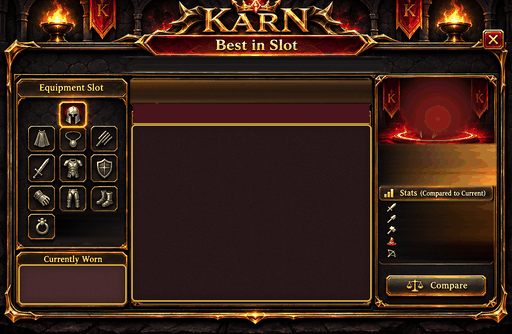 K
KARN
K
Best in Slot
Equipment Slot
K
K
Stats (Compared to Current)
Currently Worn
Compare